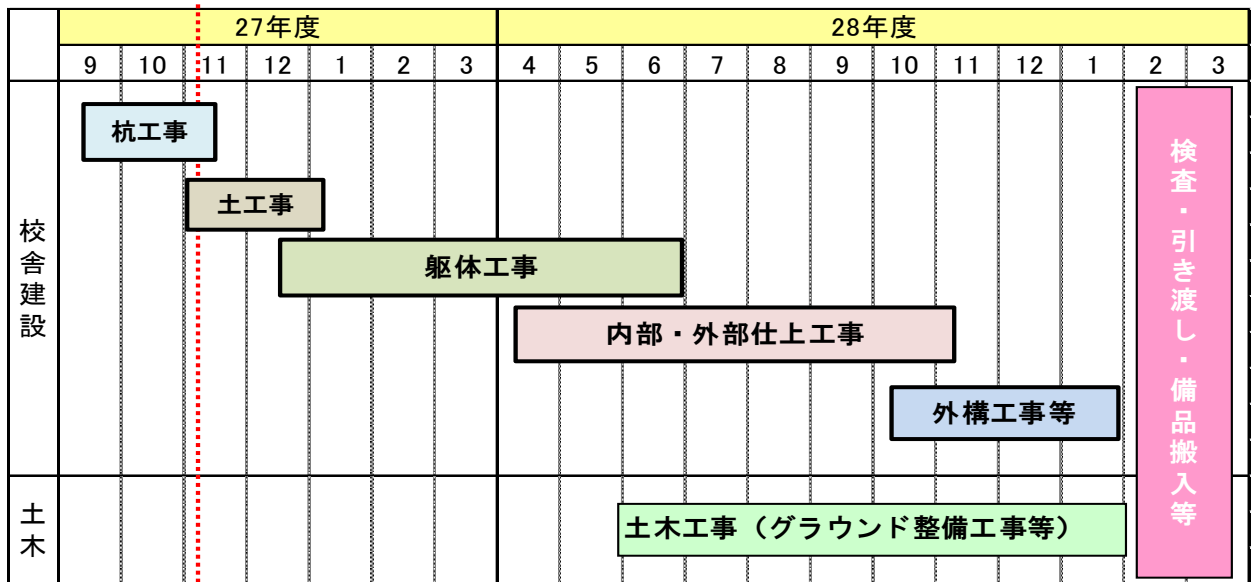 27年度 28年度
9 10 11 12 1 2 3 4 5 6 7 8 9 10 11 12 1 2 3
校舎建設
杭工事
土工事
躯体工事
内部・外部仕上工事
外構工事等
検査・引き渡し・備品搬入等
土木
土木工事（グラウンド整備工事等）